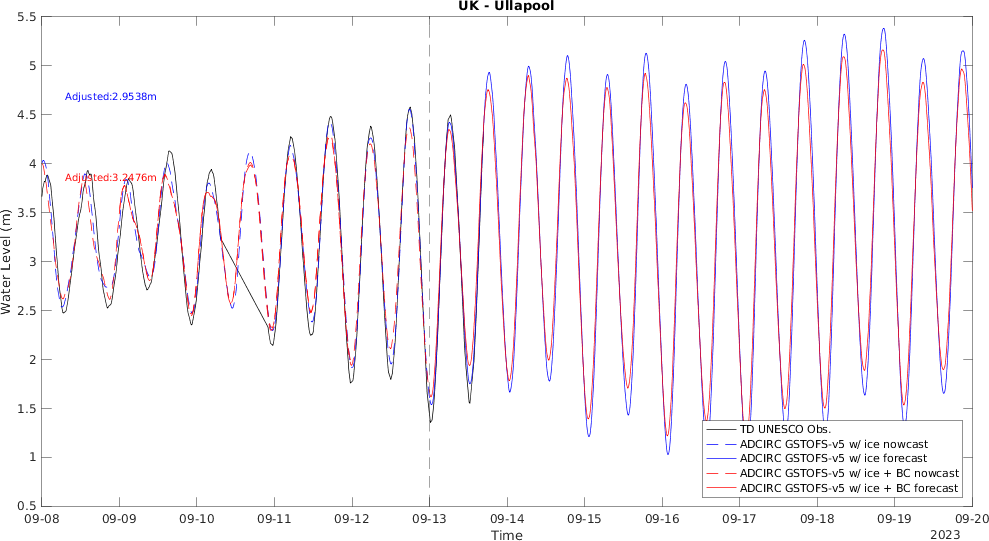 UK - Ullapool
5.5
5
4.5
4
3.5
3
2.5
2
1.5
1
0.5
Water Level (m)
Adjusted:2.9538m
Adjusted:3.2476m
TD UNESCO Obs.
ADCIRC GSTOFS-v5 w/ ice nowcast
ADCIRC GSTOFS-v5 w/ ice forecast
ADCIRC GSTOFS-v5 w/ ice + BC nowcast
ADCIRC GSTOFS-v5 w/ ice + BC forecast
09-08 09-09 09-10 09-11 09-12 09-13 09-14 09-15 09-16 09-17 09-18 09-19 09-20
Time
2023